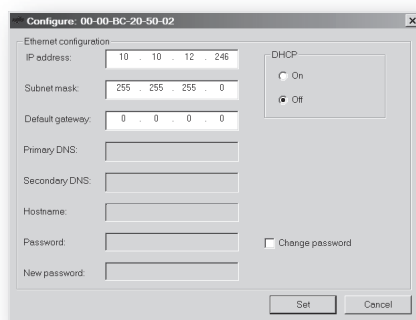 Configure: 00-00-BC-20-50-02
Ethernet configuration
IP address: 10 . 10 . 12 . 246
DHCP
On
Subnet mask: 255 . 255 . 255 . 0
Off
Default gateway: 0 . 0 . 0 . 0
Primary DNS:
Secondary DNS:
Hostname:
Password:
Change password
New password:
Set
Cancel